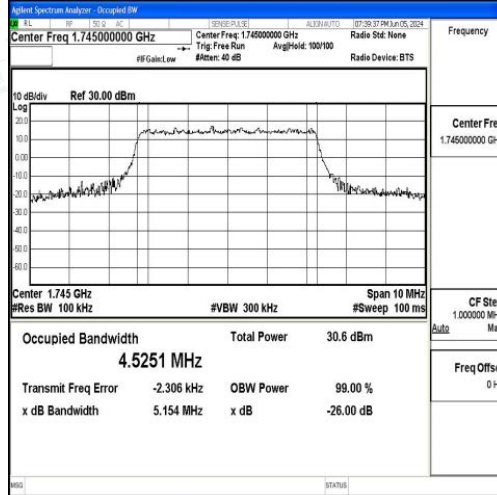 Agilent Spectrum Analyzer - Occupied BW
RL RF 50 Ω AC SENSE:PULSE ALIGN AUTO 07:39:37 PM Jun 05, 2024
Center Freq 1.745000000 GHz
Center Freq: 1.745000000 GHz
Radio Std: None
Trig: Free Run
Avg|Hold: 100/100
#IFGain:Low
#Atten: 40 dB
Radio Device: BTS
10 dB/div
Ref 30.00 dBm
Log
20.0
10.0
0.00
-10.0
-20.0
-30.0
-40.0
-50.0
-60.0
Center 1.745 GHz
Span 10 MHz
#Res BW 100 kHz
#VBW 300 kHz
#Sweep 100 ms
Occupied Bandwidth
Total Power
30.6 dBm
4.5251 MHz
Transmit Freq Error
-2.306 kHz
OBW Power
99.00 %
x dB Bandwidth
5.154 MHz
x dB
-26.00 dB
MSG
STATUS
Frequency
Center Fre
1.745000000 GH
CF Ste
1.000000 MH
Auto
Ma
Freq Offse
0 H